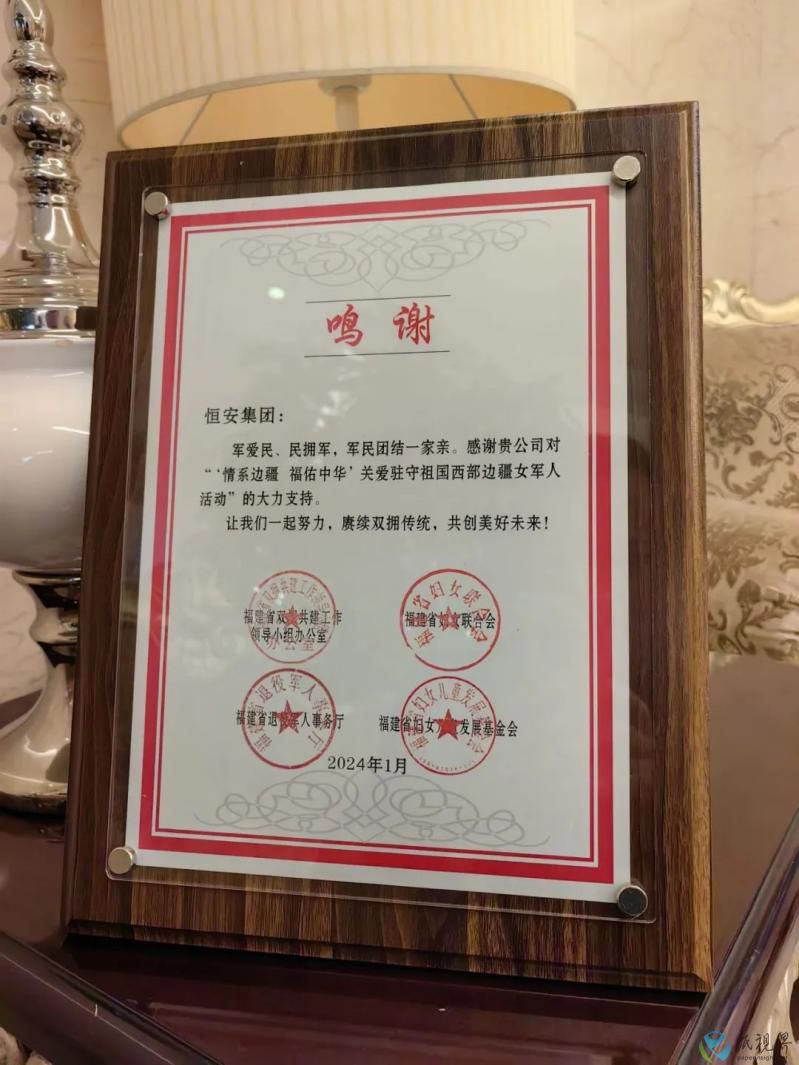 鸣谢
恒安集团：
军爱民、民拥军，军民团结一家亲。感谢贵公司对
“‘情系边疆 福佑中华’关爱驻守祖国西部边疆女军人
活动”的大力支持。
让我们一起努力，赓续双拥传统，共创美好未来！
福建省双拥共建工作
领导小组办公室
福建省妇女联合会
福建省退役军人事务厅
福建省妇女儿童发展基金会
2024年1月
纸视界